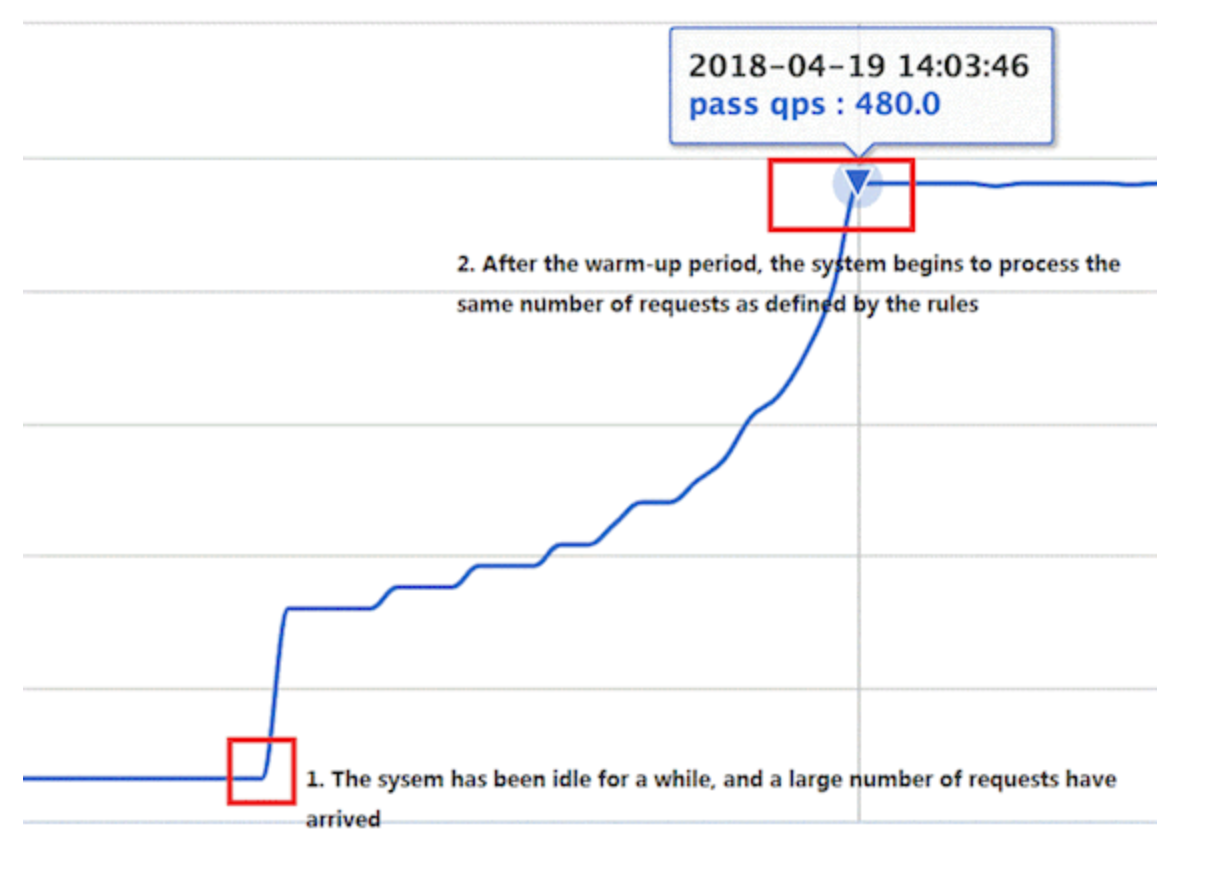 2018-04-19 14:03:46
pass qps : 480.0
2. After the warm-up period, the system begins to process the
same number of requests as defined by the rules
1. The sysem has been idle for a while, and a large number of requests have
arrived